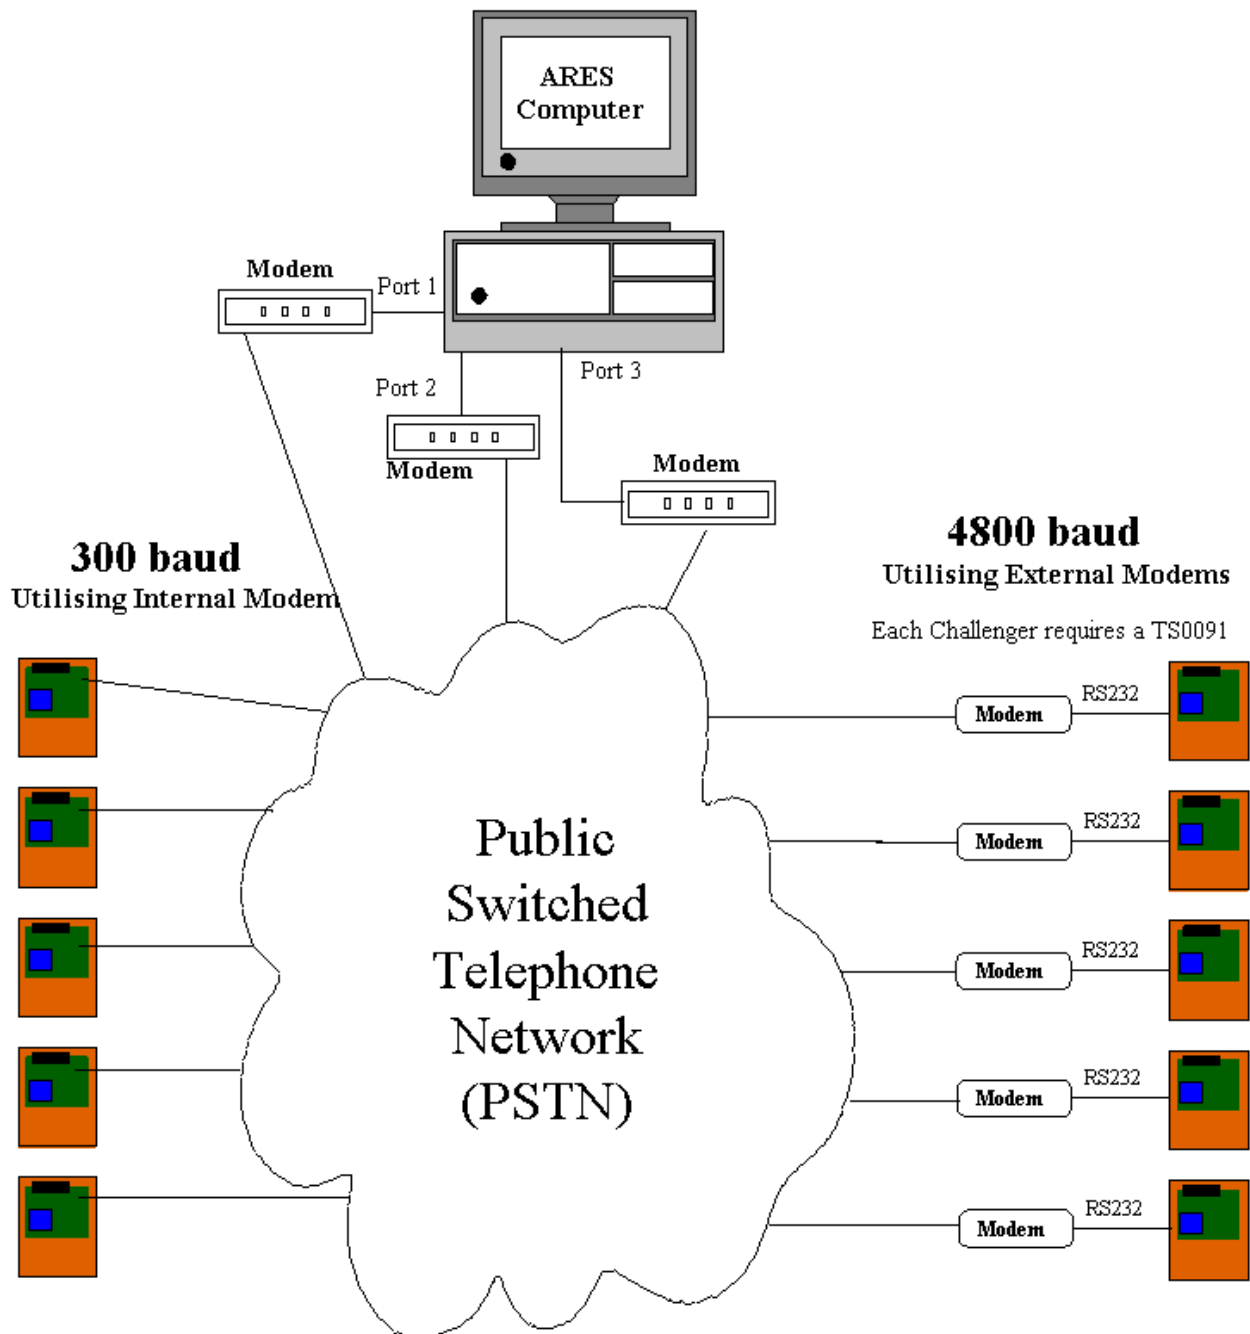 ARES
Computer
Modem
Port 1
Port 2
Port 3
Modem
Modem
300 baud
Utilising Internal Modem
4800 baud
Utilising External Modems
Each Challenger requires a TS0091
Modem
RS232
Modem
RS232
Modem
RS232
Modem
RS232
Modem
RS232
Public
Switched
Telephone
Network
(PSTN)